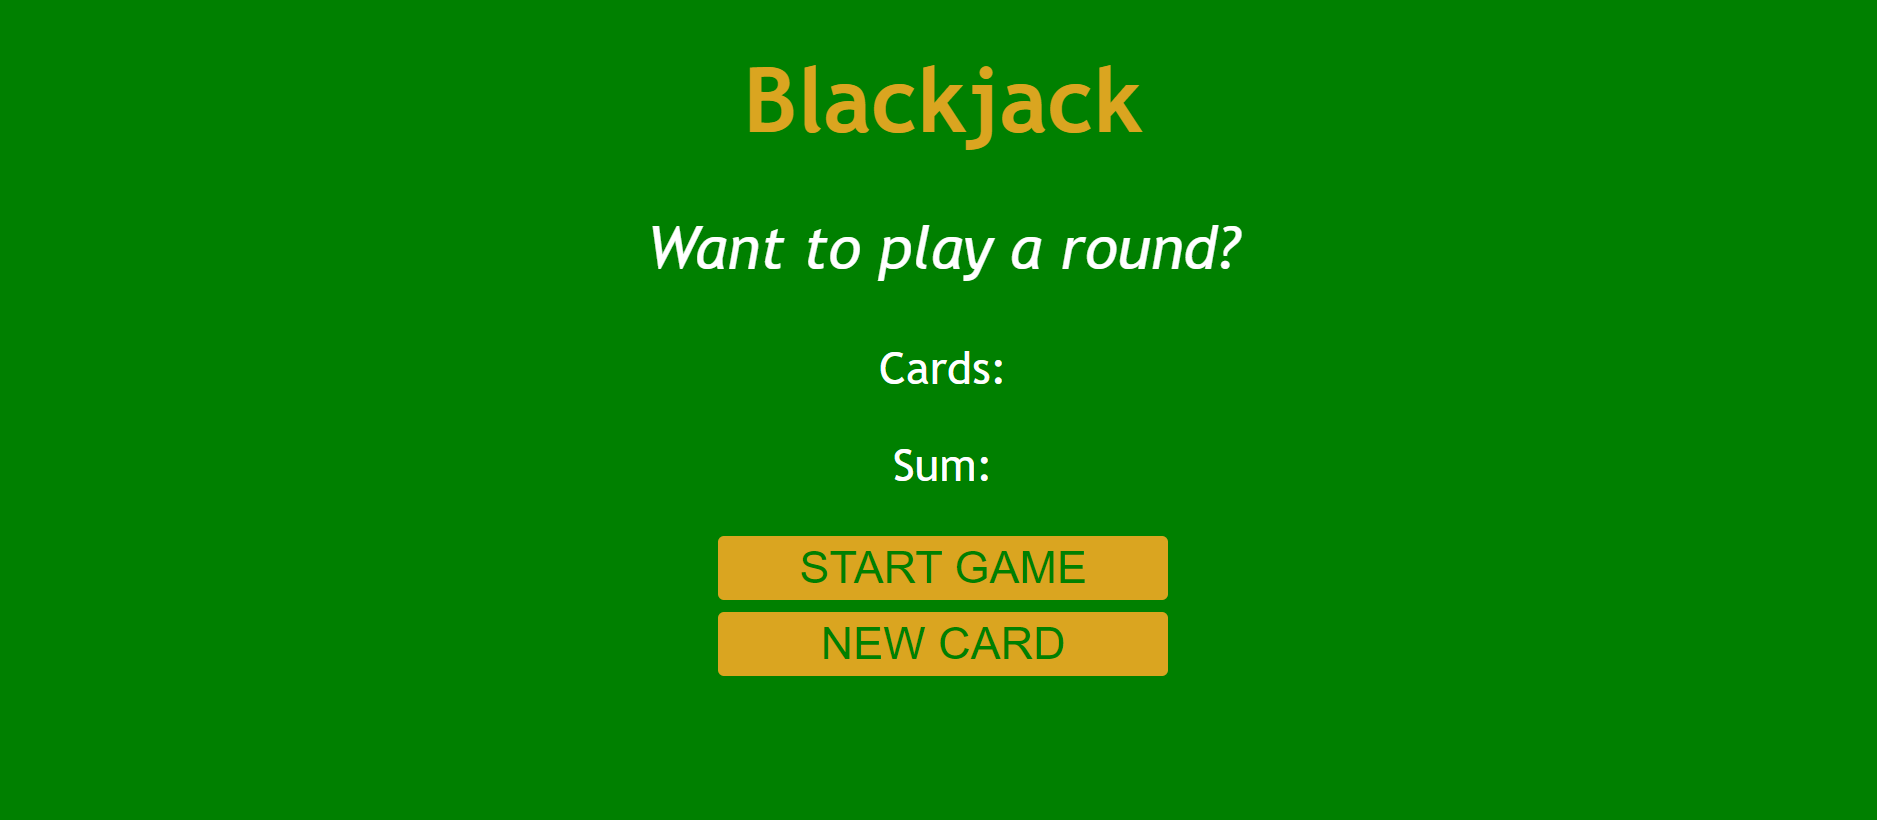 Blackjack
Want to play a round?
Cards:
Sum:
START GAME
NEW CARD